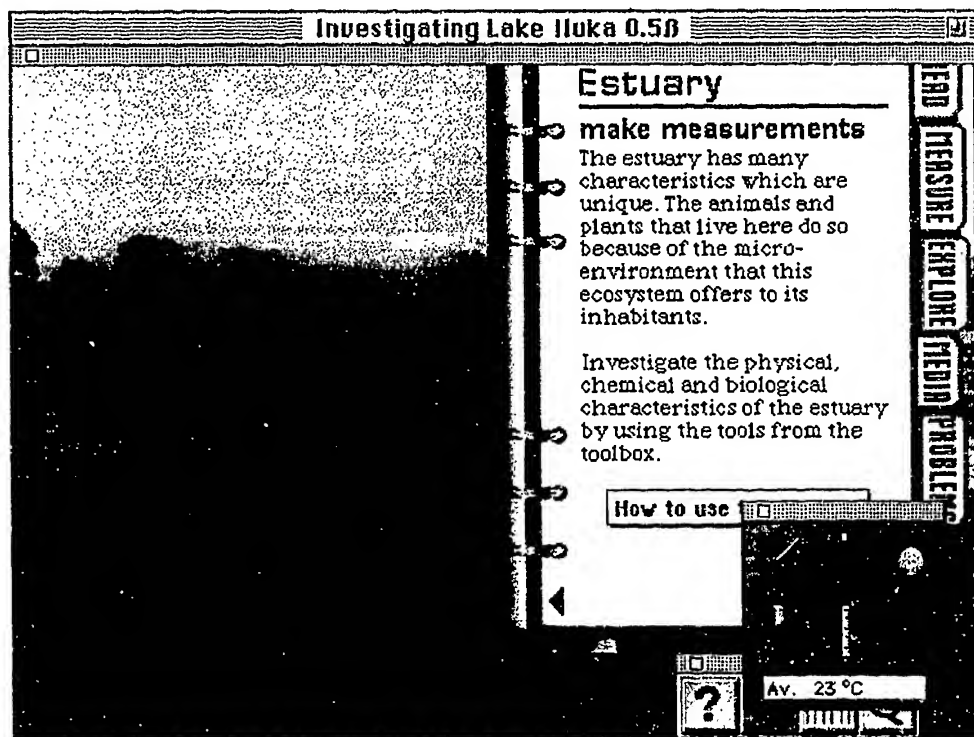 Investigating Lake Iluka 0.5ß
Estuary
make measurements
The estuary has many
characteristics which are
unique. The animals and
plants that live here do so
because of the micro-
environment that this
ecosystem offers to its
inhabitants.
Investigate the physical,
chemical and biological
characteristics of the estuary
by using the tools from the
toolbox.
How to use
MEASURE
EXPLORE
MEDIA
PROBLEMS
?
Av. 23 °C